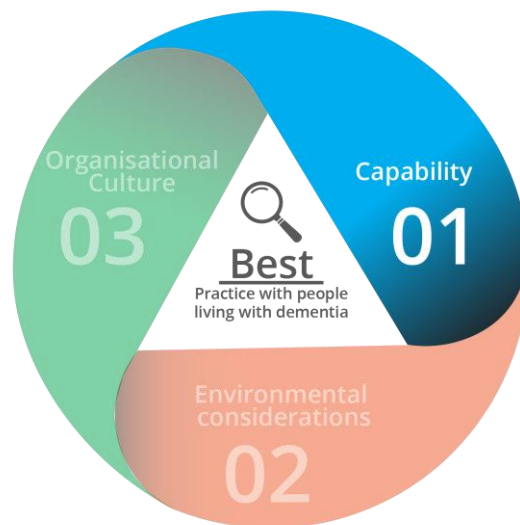 Capability
01
Environmental
considerations
02
Organisational
Culture
03
Best
Practice with people
living with dementia